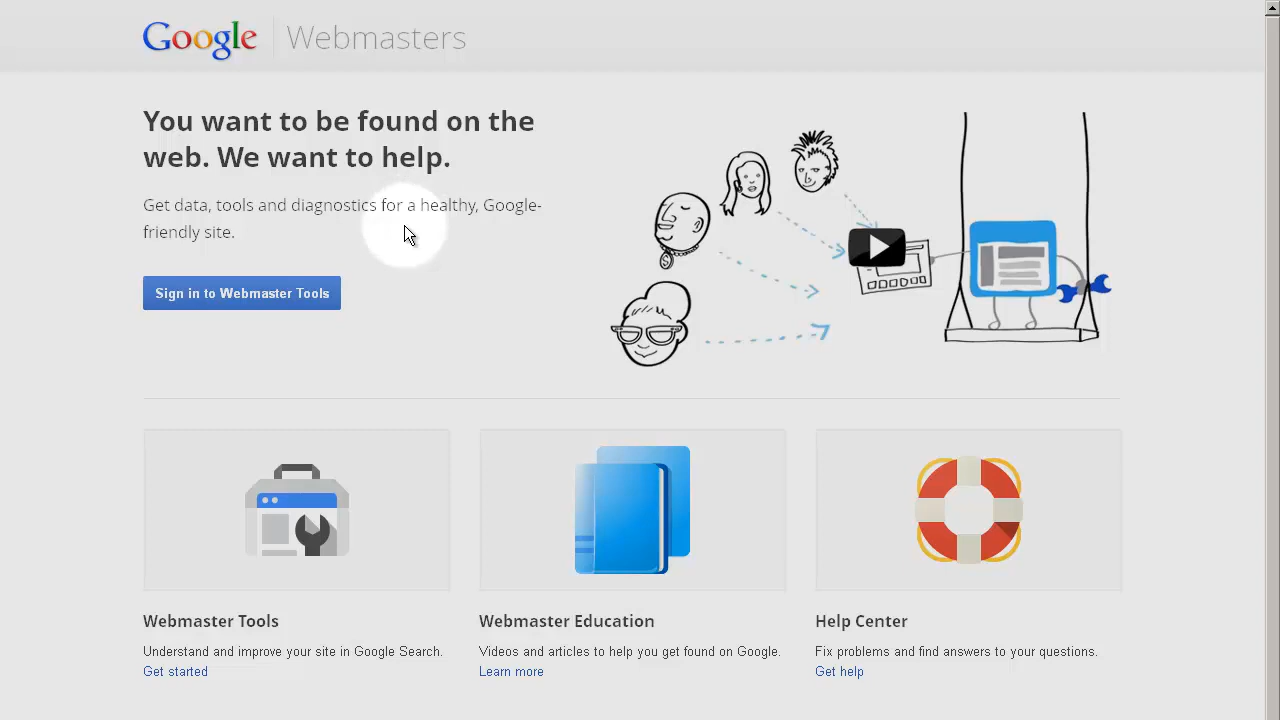 Google Webmasters
You want to be found on the
web. We want to help.
Get data, tools and diagnostics for a healthy, Google-
friendly site.
Sign in to Webmaster Tools
Webmaster Tools
Understand and improve your site in Google Search.
Get started
Webmaster Education
Videos and articles to help you get found on Google.
Learn more
Help Center
Fix problems and find answers to your questions.
Get help